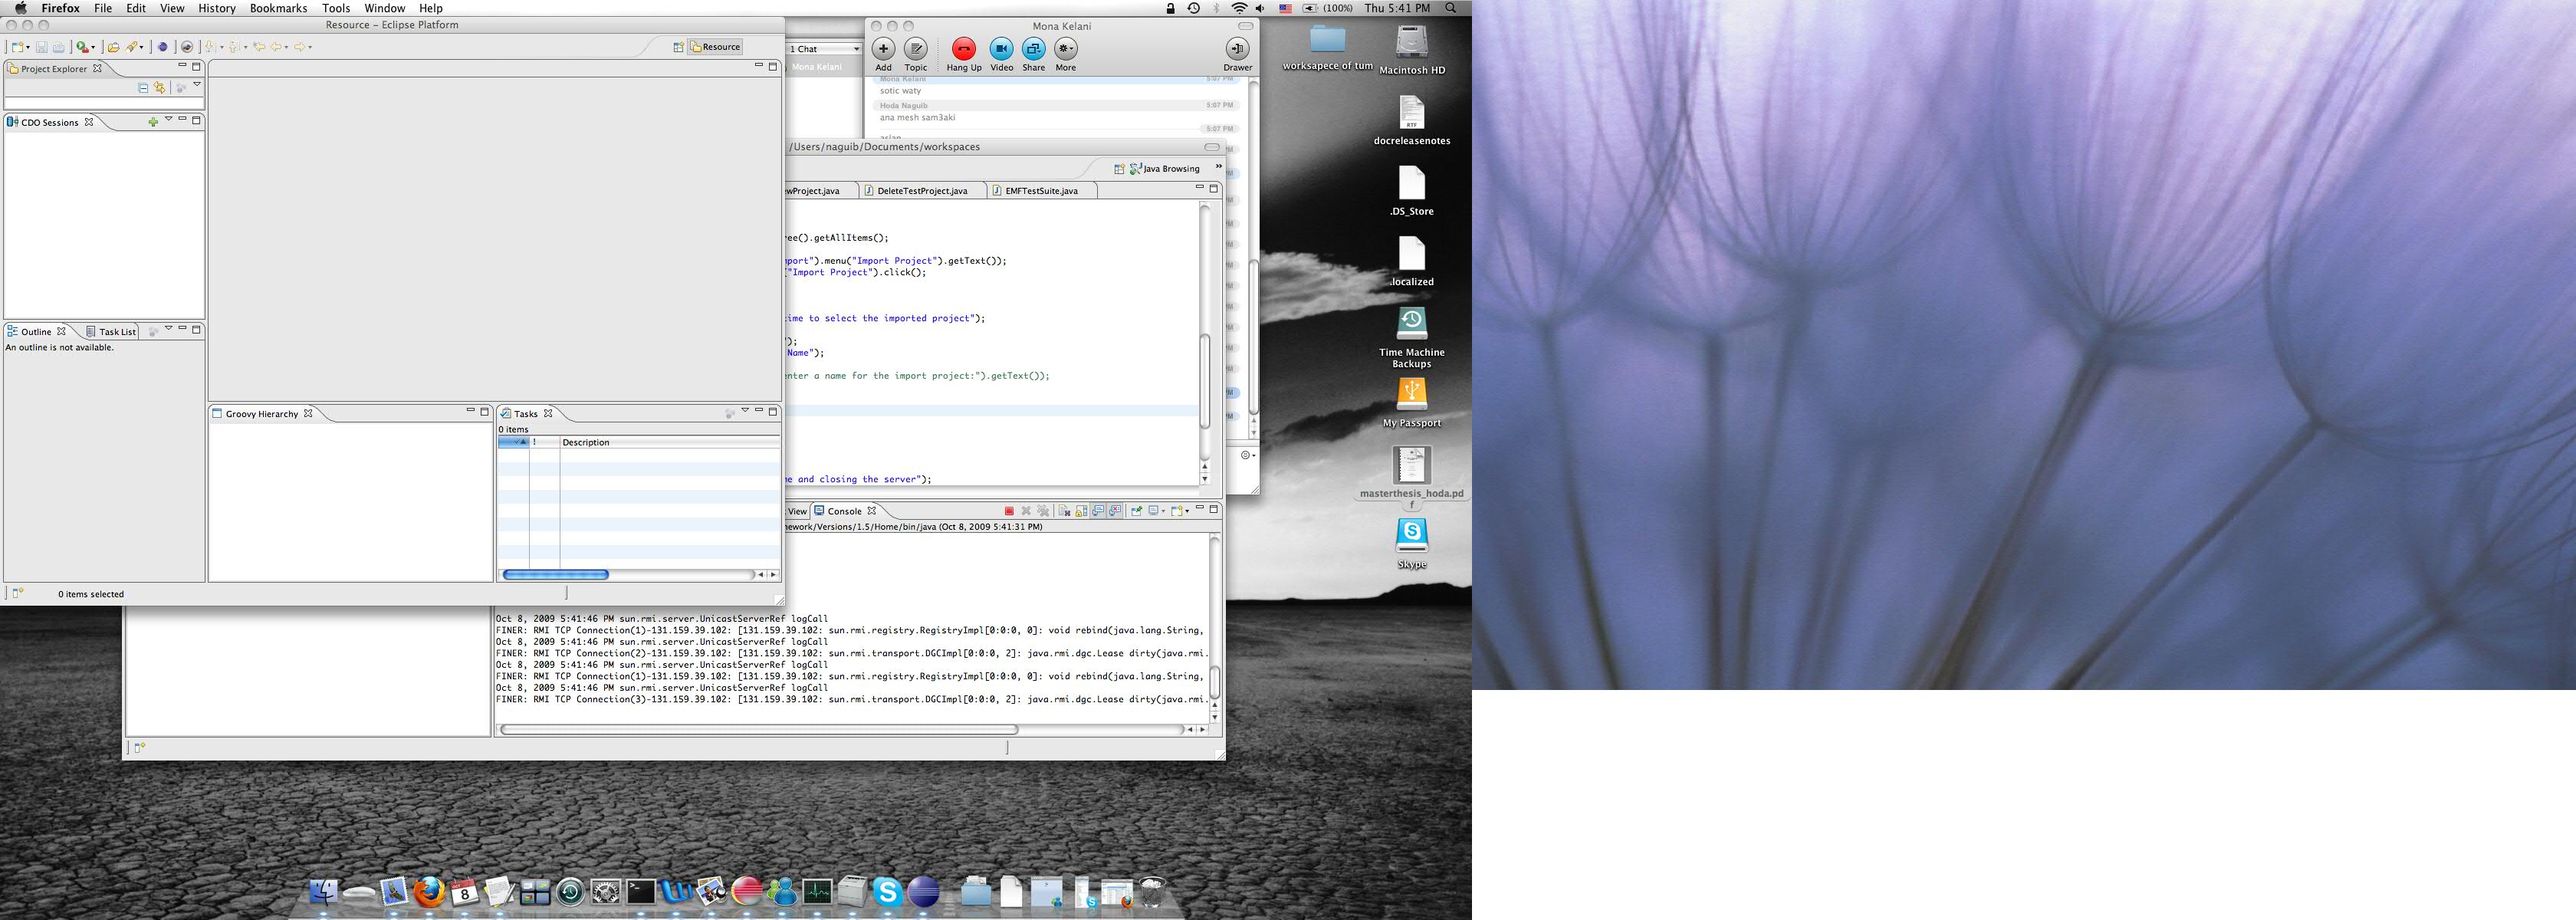 Firefox File Edit View History Bookmarks Tools Window Help
(100%) Thu 5:41 PM
Resource – Eclipse Platform
Resource
Project Explorer
CDO Sessions
Outline Task List
An outline is not available.
Groovy Hierarchy
Tasks
0 items
! Description
0 items selected
1 Chat
Mona Kelani
Mona Kelani
Add Topic Hang Up Video Share More Drawer
Mona Kelani 5:07 PM
sotic waty
Hoda Naguib 5:07 PM
ana mesh sam3aki
5:07 PM
aslan
/Users/naguib/Documents/workspaces
Java Browsing
wProject.java DeleteTestProject.java EMFTestSuite.java
ree().getAllItems();
mport").menu("Import Project").getText());
("Import Project").click();
time to select the imported project");
");
Name");
enter a name for the import project:").getText());
me and closing the server");
View Console
ework/Versions/1.5/Home/bin/java (Oct 8, 2009 5:41:31 PM)
Oct 8, 2009 5:41:46 PM sun.rmi.server.UnicastServerRef logCall
FINER: RMI TCP Connection(1)-131.159.39.102: [131.159.39.102: sun.rmi.registry.RegistryImpl[0:0:0, 0]: void rebind(java.lang.String,
Oct 8, 2009 5:41:46 PM sun.rmi.server.UnicastServerRef logCall
FINER: RMI TCP Connection(2)-131.159.39.102: [131.159.39.102: sun.rmi.transport.DGCImpl[0:0:0, 2]: java.rmi.dgc.Lease dirty(java.rmi.
Oct 8, 2009 5:41:46 PM sun.rmi.server.UnicastServerRef logCall
FINER: RMI TCP Connection(1)-131.159.39.102: [131.159.39.102: sun.rmi.registry.RegistryImpl[0:0:0, 0]: void rebind(java.lang.String,
Oct 8, 2009 5:41:46 PM sun.rmi.server.UnicastServerRef logCall
FINER: RMI TCP Connection(3)-131.159.39.102: [131.159.39.102: sun.rmi.transport.DGCImpl[0:0:0, 2]: java.rmi.dgc.Lease dirty(java.rmi.
worksapece of tum
Macintosh HD
RTF
docreleasenotes
.DS_Store
.localized
Time Machine
Backups
My Passport
masterthesis_hoda.pd
f
Skype
8